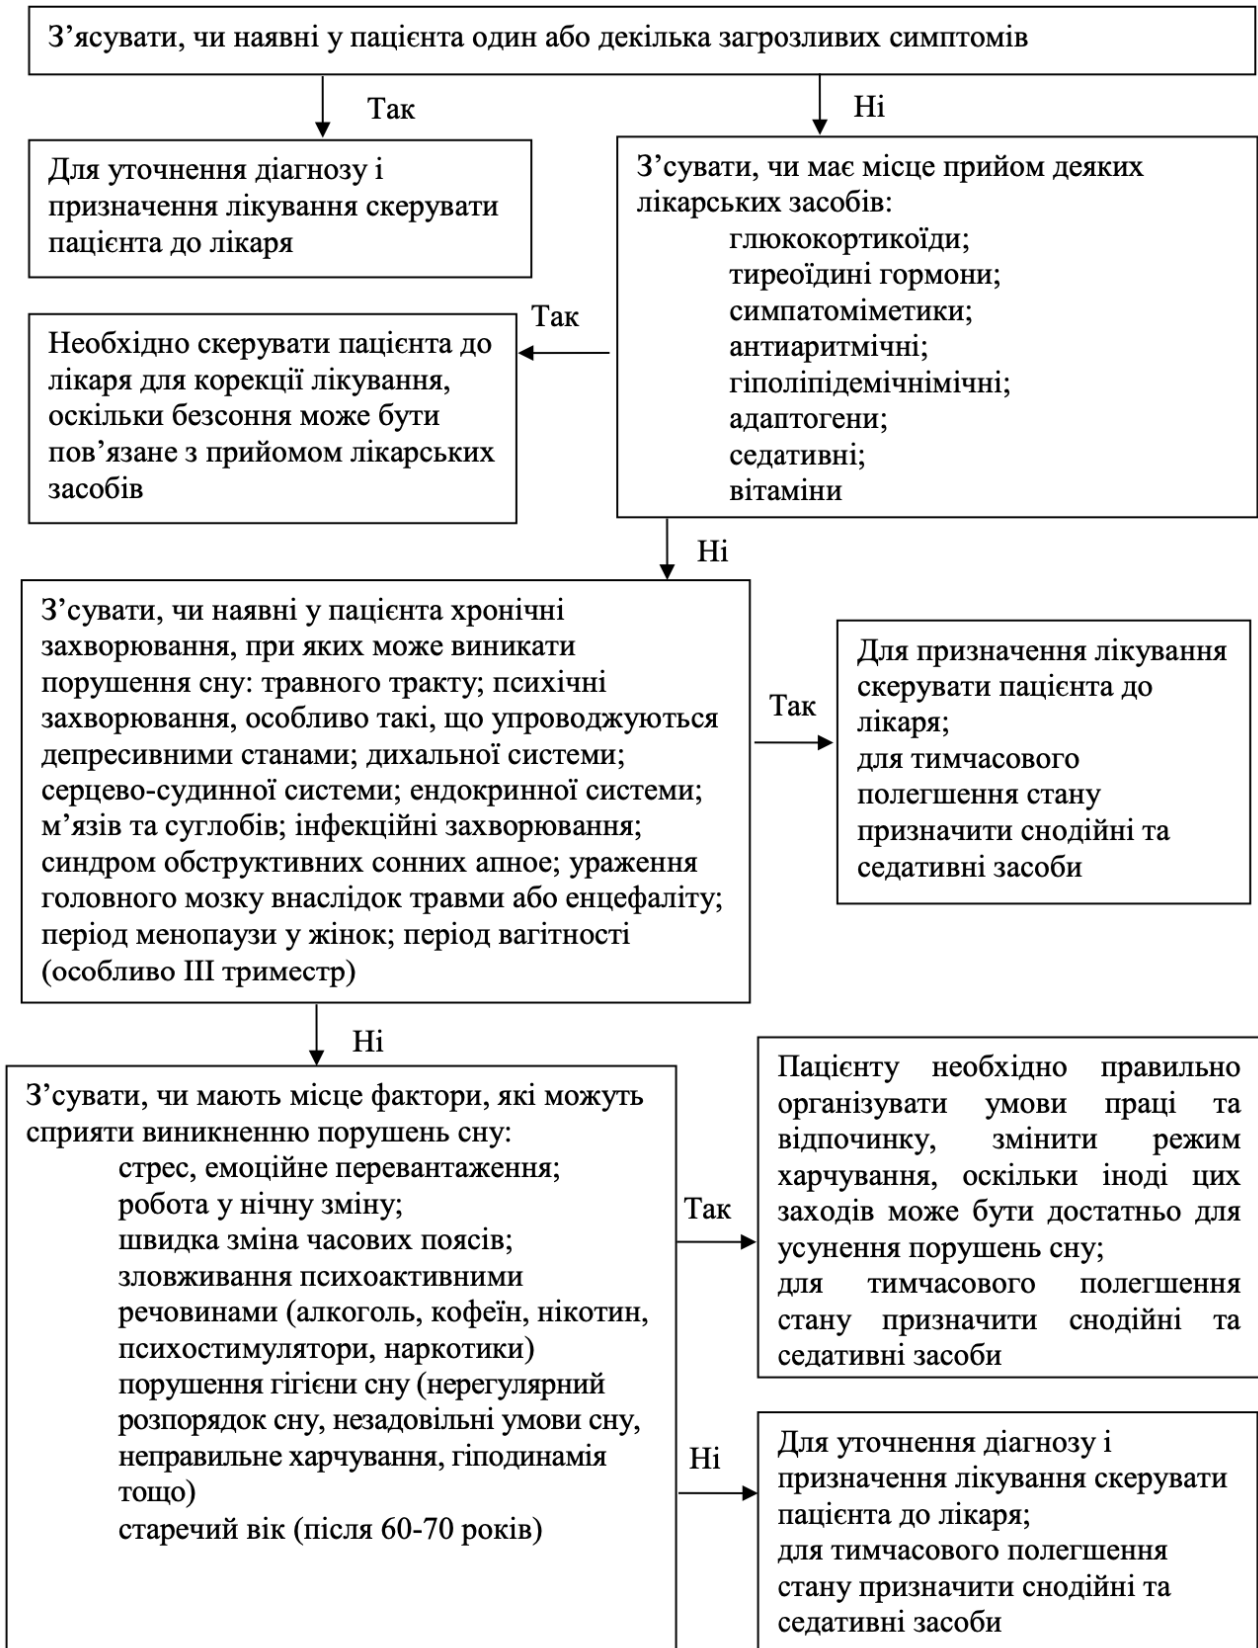 З’ясувати, чи наявні у пацієнта один або декілька загрозливих симптомів
Так
Ні
Для уточнення діагнозу і
призначення лікування скерувати
пацієнта до лікаря
З’сувати, чи має місце прийом деяких
лікарських засобів:
глюкокортикоїди;
тиреоїдині гормони;
симпатоміметики;
антиаритмічні;
гіполіпідемічнімічні;
адаптогени;
седативні;
вітаміни
Так
Необхідно скерувати пацієнта до
лікаря для корекції лікування,
оскільки безсоння може бути
пов’язане з прийомом лікарських
засобів
Ні
З’сувати, чи наявні у пацієнта хронічні
захворювання, при яких може виникати
порушення сну: травного тракту; психічні
захворювання, особливо такі, що упроводжуються
депресивними станами; дихальної системи;
серцево-судинної системи; ендокринної системи;
м’язів та суглобів; інфекційні захворювання;
синдром обструктивних сонних апное; ураження
головного мозку внаслідок травми або енцефаліту;
період менопаузи у жінок; період вагітності
(особливо III триместр)
Так
Для призначення лікування
скерувати пацієнта до
лікаря;
для тимчасового
полегшення стану
призначити снодійні та
седативні засоби
Ні
З’сувати, чи мають місце фактори, які можуть
сприяти виникненню порушень сну:
стрес, емоційне перевантаження;
робота у нічну зміну;
швидка зміна часових поясів;
зловживання психоактивними
речовинами (алкоголь, кофеїн, нікотин,
психостимулятори, наркотики)
порушення гігієни сну (нерегулярний
розпорядок сну, незадовільні умови сну,
неправильне харчування, гіподинамія
тощо)
старечий вік (після 60-70 років)
Так
Пацієнту необхідно правильно
організувати умови праці та
відпочинку, змінити режим
харчування, оскільки іноді цих
заходів може бути достатньо для
усунення порушень сну;
для тимчасового полегшення
стану призначити снодійні та
седативні засоби
Ні
Для уточнення діагнозу і
призначення лікування скерувати
пацієнта до лікаря;
для тимчасового полегшення
стану призначити снодійні та
седативні засоби